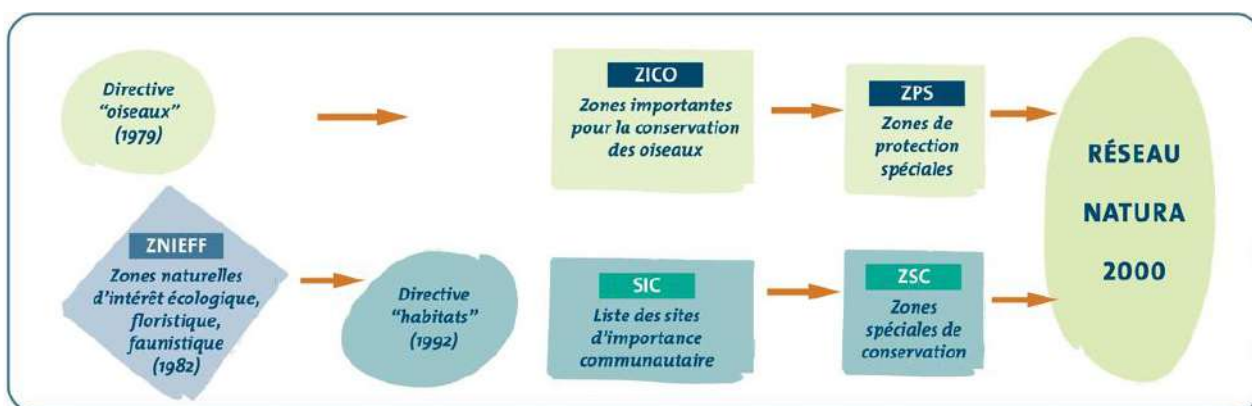 Directive
"oiseaux"
(1979)
ZICO
Zones importantes
pour la conservation
des oiseaux
ZPS
Zones de
protection
spéciales
RÉSEAU
NATURA
2000
ZNIEFF
Zones naturelles
d'intérêt écologique,
floristique,
faunistique
(1982)
Directive
"habitats"
(1992)
SIC
Liste des sites
d'importance
communautaire
ZSC
Zones
spéciales de
conservation